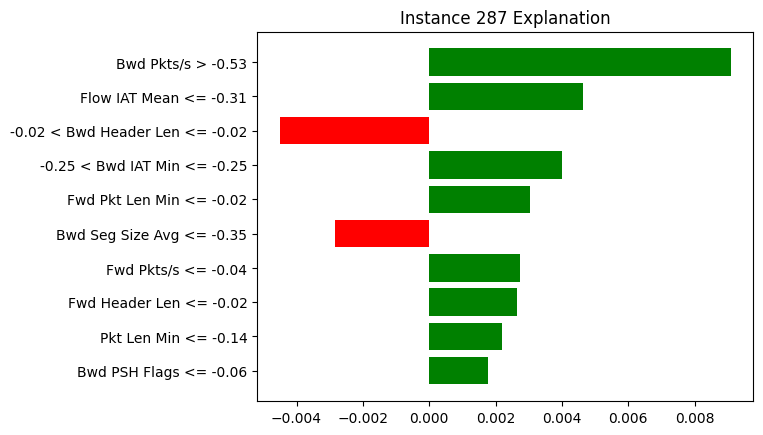 Instance 287 Explanation
Bwd Pkts/s > -0.53
Flow IAT Mean <= -0.31
-0.02 < Bwd Header Len <= -0.02
-0.25 < Bwd IAT Min <= -0.25
Fwd Pkt Len Min <= -0.02
Bwd Seg Size Avg <= -0.35
Fwd Pkts/s <= -0.04
Fwd Header Len <= -0.02
Pkt Len Min <= -0.14
Bwd PSH Flags <= -0.06
−0.004 −0.002 0.000 0.002 0.004 0.006 0.008